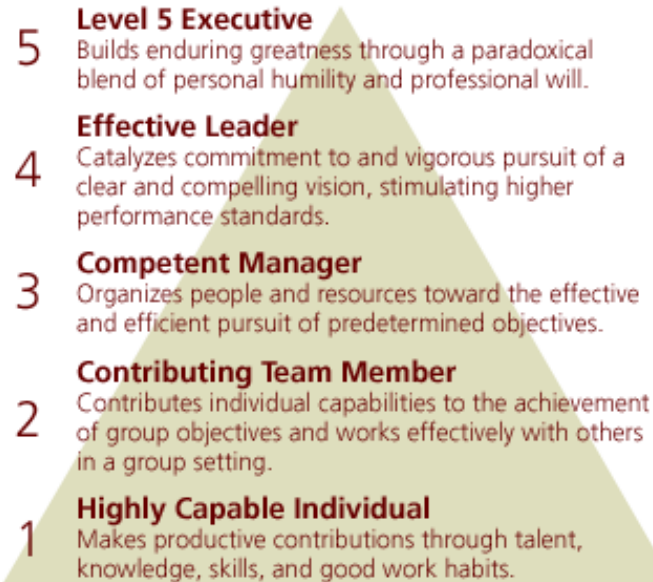 5
Level 5 Executive
Builds enduring greatness through a paradoxical
blend of personal humility and professional will.
4
Effective Leader
Catalyzes commitment to and vigorous pursuit of a
clear and compelling vision, stimulating higher
performance standards.
3
Competent Manager
Organizes people and resources toward the effective
and efficient pursuit of predetermined objectives.
2
Contributing Team Member
Contributes individual capabilities to the achievement
of group objectives and works effectively with others
in a group setting.
1
Highly Capable Individual
Makes productive contributions through talent,
knowledge, skills, and good work habits.